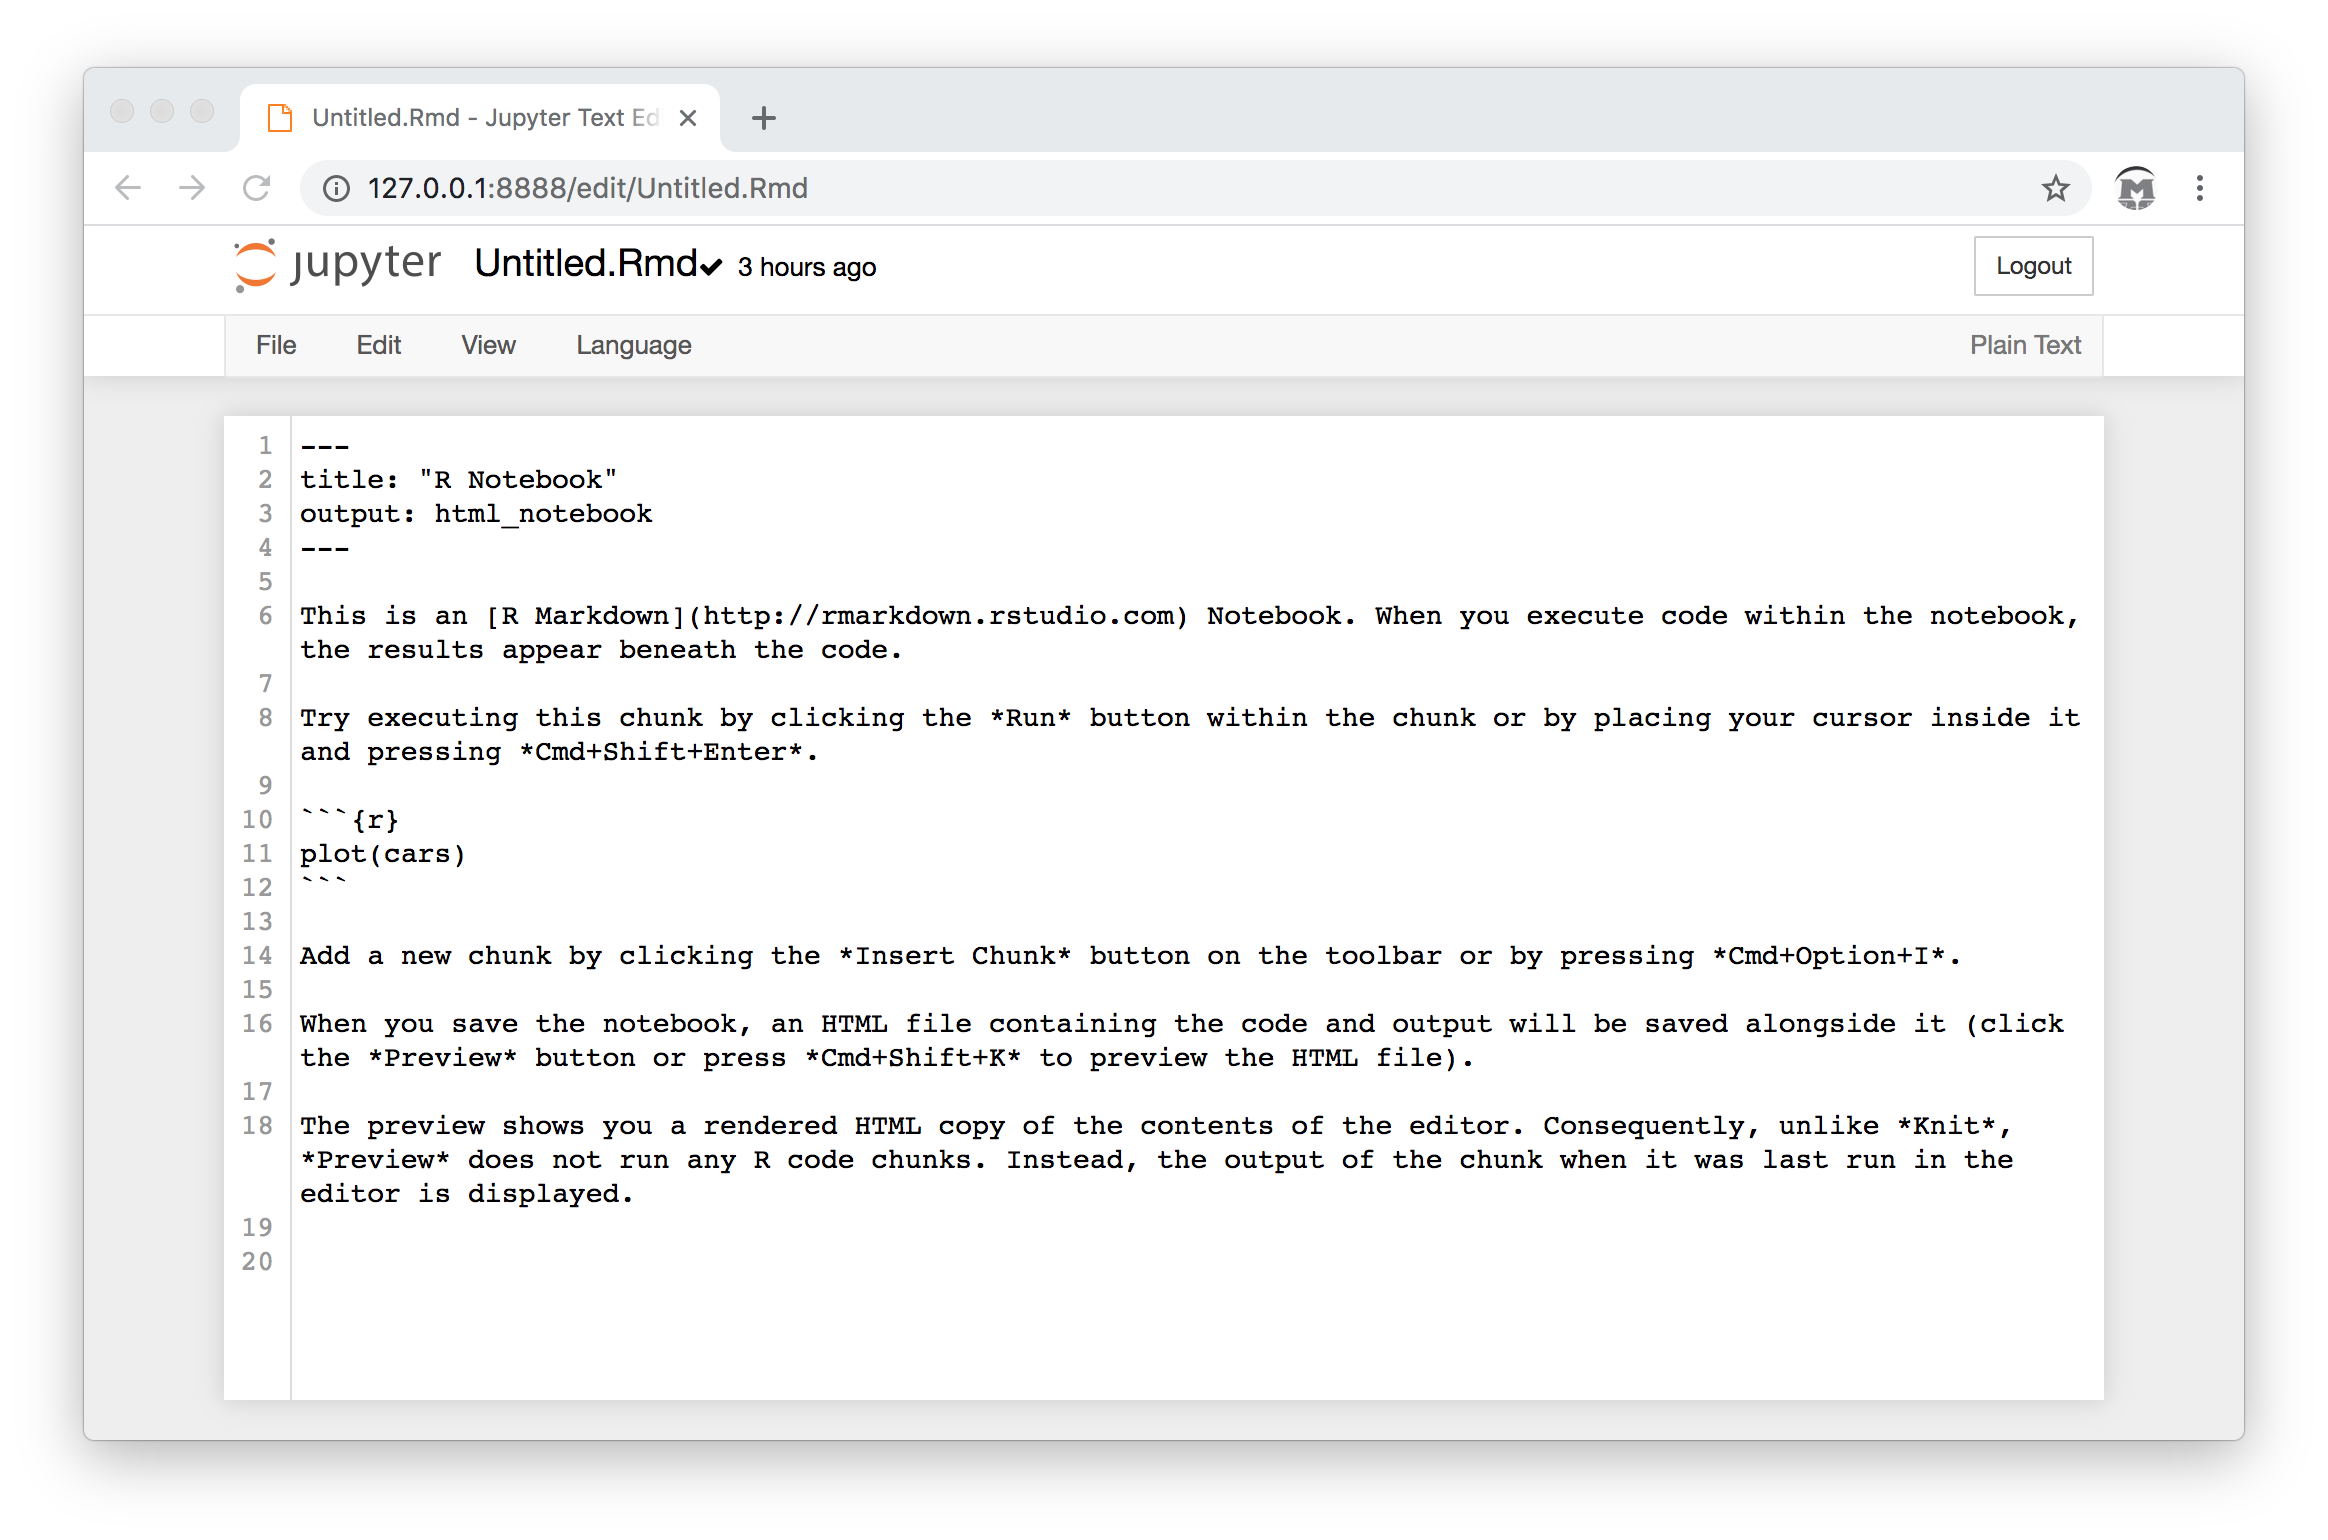 Untitled.Rmd - Jupyter Text Ed
127.0.0.1:8888/edit/Untitled.Rmd
jupyter Untitled.Rmd 3 hours ago
Logout
File Edit View Language Plain Text
1 ---
2 title: "R Notebook"
3 output: html_notebook
4 ---
5
6 This is an [R Markdown](http://rmarkdown.rstudio.com) Notebook. When you execute code within the notebook,
the results appear beneath the code.
7
8 Try executing this chunk by clicking the *Run* button within the chunk or by placing your cursor inside it
and pressing *Cmd+Shift+Enter*.
9
10 ```{r}
11 plot(cars)
12 ```
13
14 Add a new chunk by clicking the *Insert Chunk* button on the toolbar or by pressing *Cmd+Option+I*.
15
16 When you save the notebook, an HTML file containing the code and output will be saved alongside it (click
the *Preview* button or press *Cmd+Shift+K* to preview the HTML file).
17
18 The preview shows you a rendered HTML copy of the contents of the editor. Consequently, unlike *Knit*,
*Preview* does not run any R code chunks. Instead, the output of the chunk when it was last run in the
editor is displayed.
19
20